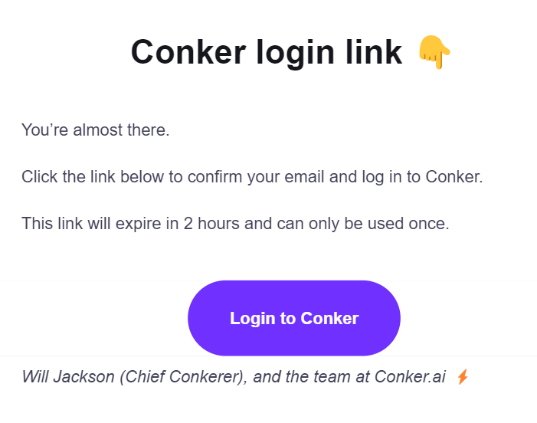 Conker login link 👇
You’re almost there.
Click the link below to confirm your email and log in to Conker.
This link will expire in 2 hours and can only be used once.
Login to Conker
Will Jackson (Chief Conkerer), and the team at Conker.ai ⚡